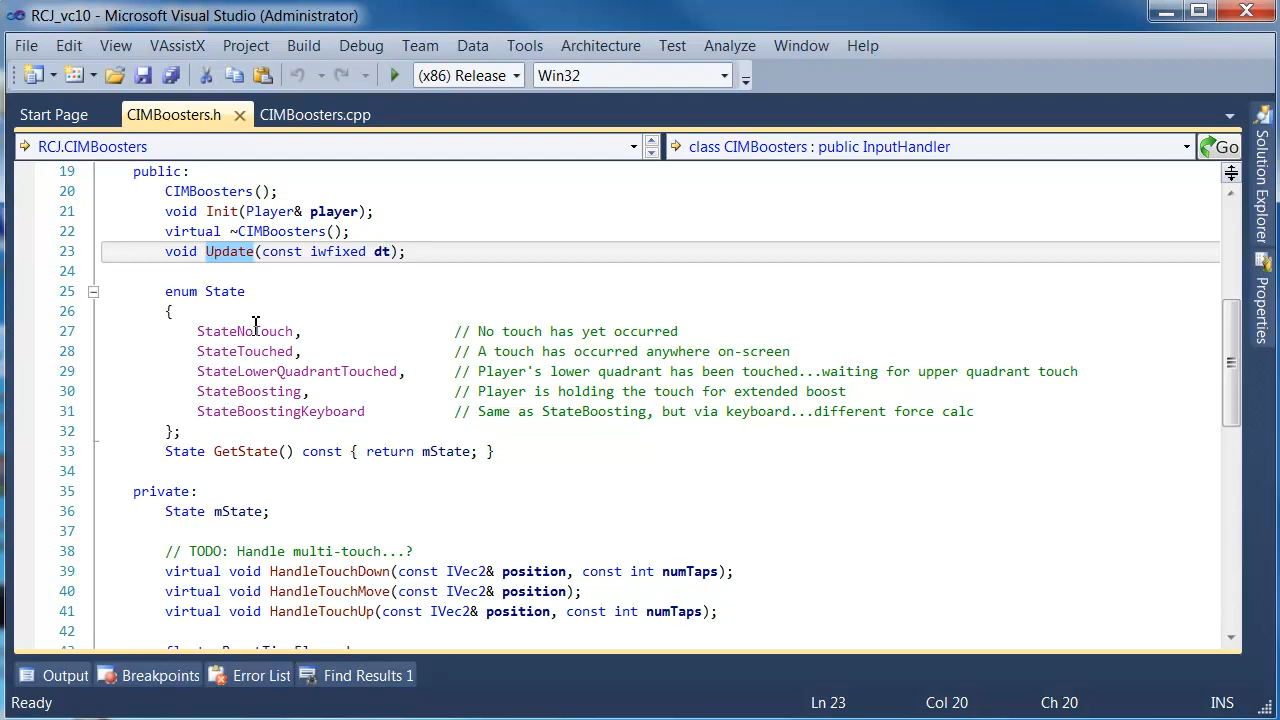 RCJ_vc10 - Microsoft Visual Studio (Administrator)
File Edit View VAssistX Project Build Debug Team Data Tools Architecture Test Analyze Window Help
(x86) Release Win32
Start Page CIMBoosters.h CIMBoosters.cpp
RCJ.CIMBoosters class CIMBoosters : public InputHandler Go
19 public:
20 CIMBoosters();
21 void Init(Player& player);
22 virtual ~CIMBoosters();
23 void Update(const iwfixed dt);
24
25 enum State
26 {
27 StateNoTouch, // No touch has yet occurred
28 StateTouched, // A touch has occurred anywhere on-screen
29 StateLowerQuadrantTouched, // Player's lower quadrant has been touched...waiting for upper quadrant touch
30 StateBoosting, // Player is holding the touch for extended boost
31 StateBoostingKeyboard // Same as StateBoosting, but via keyboard...different force calc
32 };
33 State GetState() const { return mState; }
34
35 private:
36 State mState;
37
38 // TODO: Handle multi-touch...?
39 virtual void HandleTouchDown(const IVec2& position, const int numTaps);
40 virtual void HandleTouchMove(const IVec2& position);
41 virtual void HandleTouchUp(const IVec2& position, const int numTaps);
42
Solution Explorer
Properties
Output Breakpoints Error List Find Results 1
Ready Ln 23 Col 20 Ch 20 INS